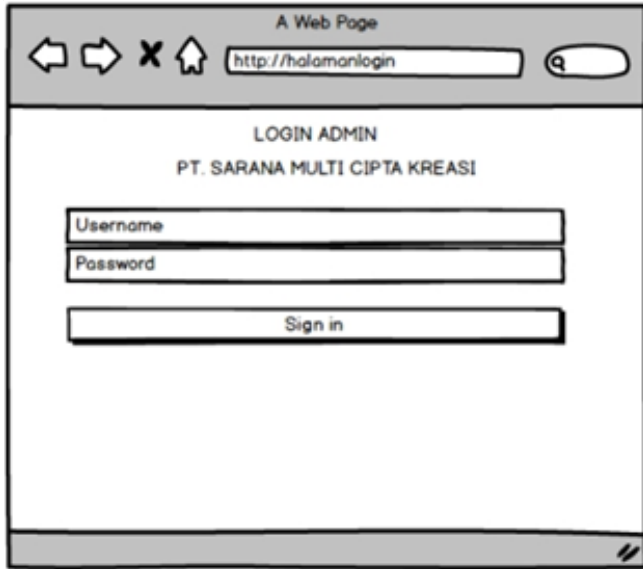 A Web Page
http://halamanlogin
LOGIN ADMIN
PT. SARANA MULTI CIPTA KREASI
Username
Password
Sign in